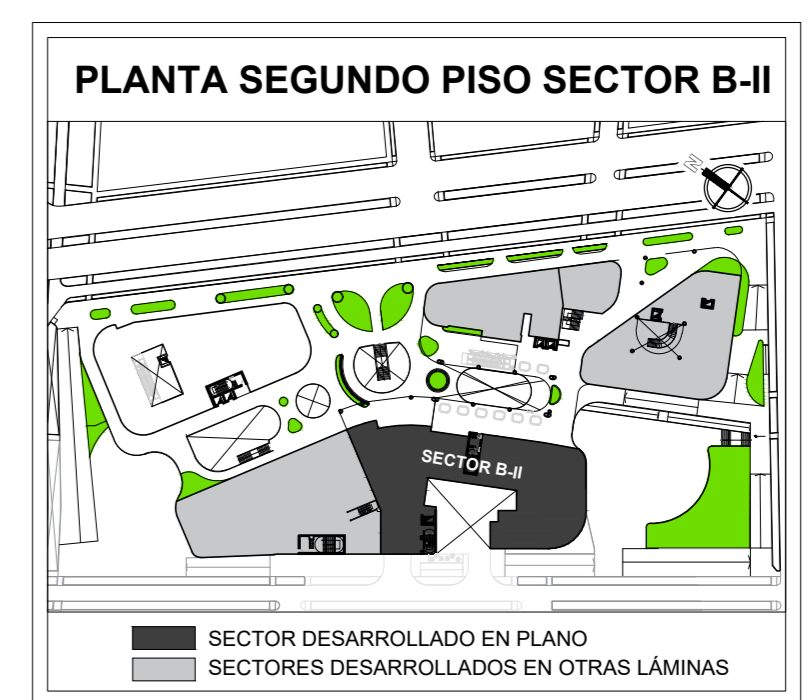 PLANTA SEGUNDO PISO SECTOR B-II
N
SECTOR B-II
SECTOR DESARROLLADO EN PLANO
SECTORES DESARROLLADOS EN OTRAS LÁMINAS